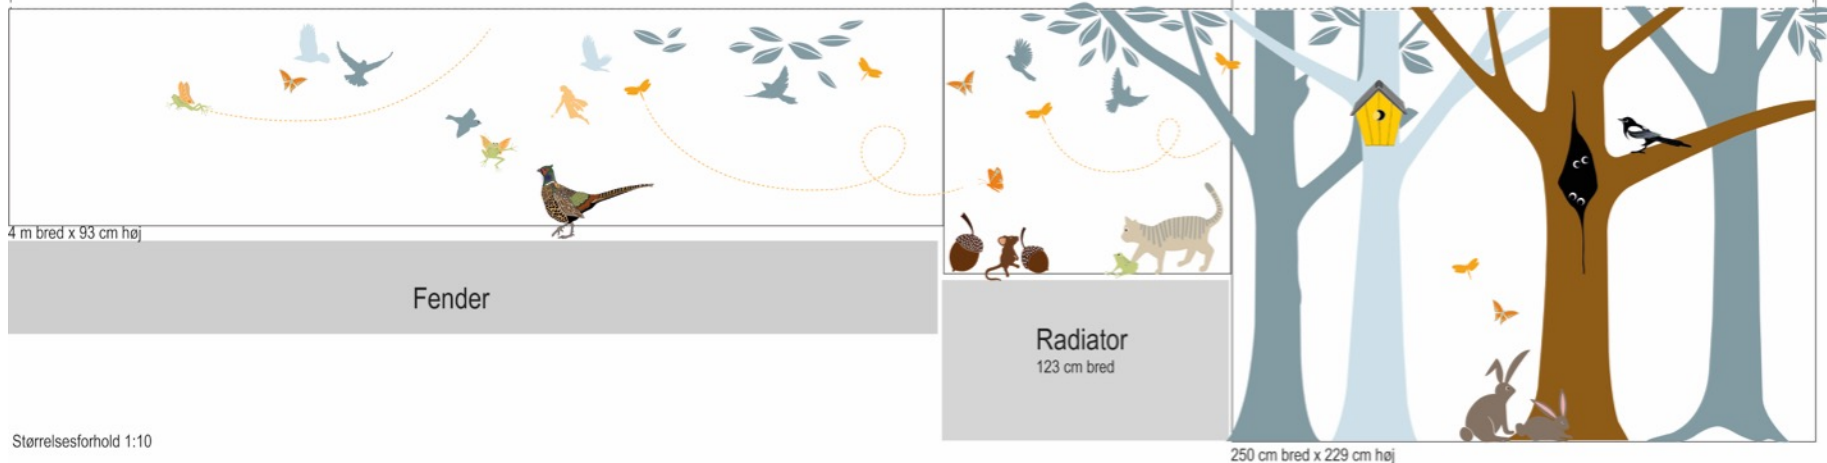 4 m bred x 93 cm høj
Fender
Radiator
123 cm bred
Størrelsesforhold 1:10
250 cm bred x 229 cm høj